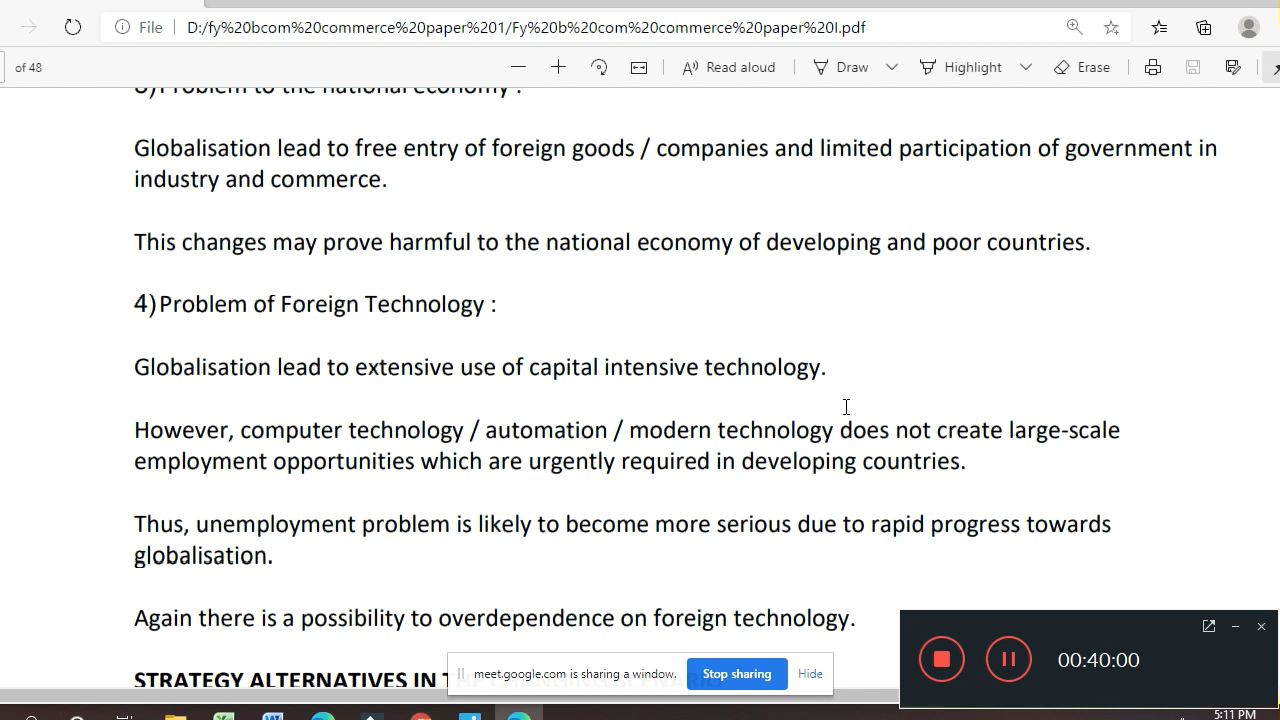 File D:/fy%20bcom%20commerce%20paper%201/Fy%20b%20com%20commerce%20paper%20I.pdf
of 48 Read aloud Draw Highlight Erase
3) Problem to the national economy :
Globalisation lead to free entry of foreign goods / companies and limited participation of government in
industry and commerce.
This changes may prove harmful to the national economy of developing and poor countries.
4) Problem of Foreign Technology :
Globalisation lead to extensive use of capital intensive technology.
However, computer technology / automation / modern technology does not create large-scale
employment opportunities which are urgently required in developing countries.
Thus, unemployment problem is likely to become more serious due to rapid progress towards
globalisation.
Again there is a possibility to overdependence on foreign technology.
00:40:00
meet.google.com is sharing a window. Stop sharing Hide
STRATEGY ALTERNATIVES IN
5:11 PM